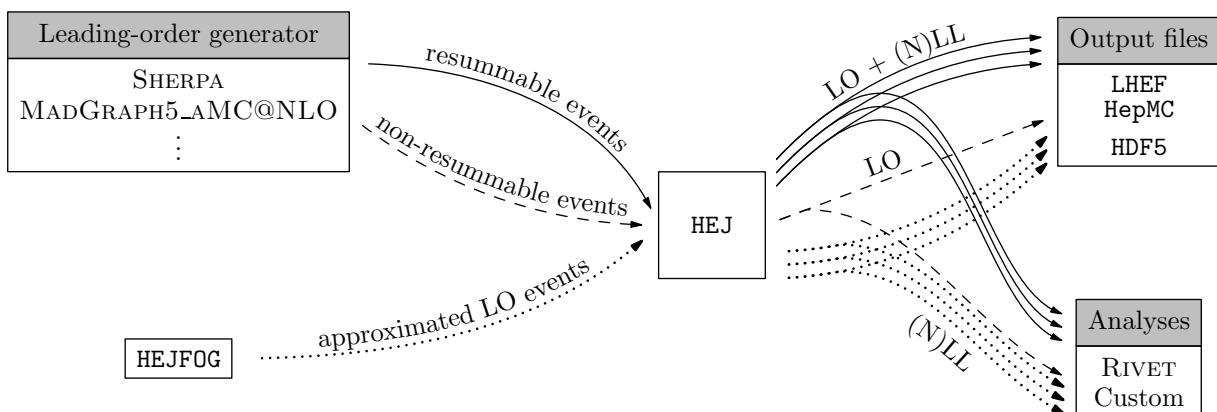 Leading-order generator
SHERPA
MADGRAPH5_AMC@NLO
⋮
resummable events
non-resummable events
approximated LO events
HEJFOG
HEJ
LO + (N)LL
LO
(N)LL
Output files
LHEF
HepMC
HDF5
Analyses
RIVET
Custom